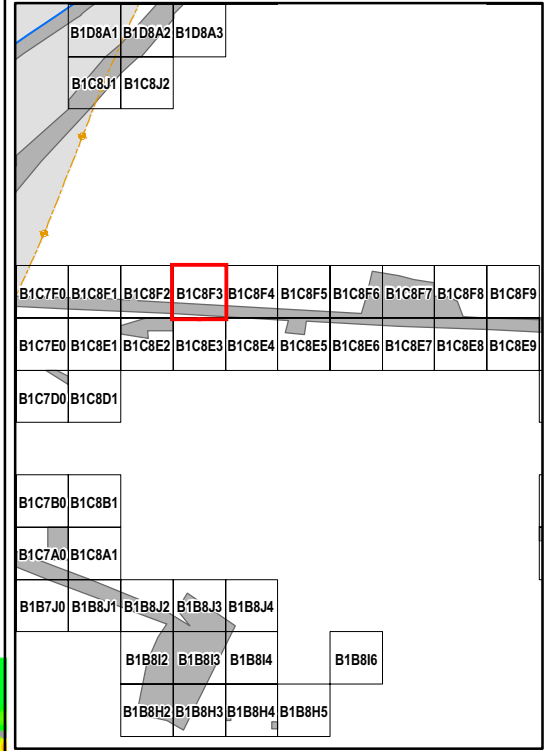 B1D8A1 B1D8A2 B1D8A3
B1C8J1 B1C8J2
B1C7F0 B1C8F1 B1C8F2 B1C8F3 B1C8F4 B1C8F5 B1C8F6 B1C8F7 B1C8F8 B1C8F9
B1C7E0 B1C8E1 B1C8E2 B1C8E3 B1C8E4 B1C8E5 B1C8E6 B1C8E7 B1C8E8 B1C8E9
B1C7D0 B1C8D1
B1C7B0 B1C8B1
B1C7A0 B1C8A1
B1B7J0 B1B8J1 B1B8J2 B1B8J3 B1B8J4
B1B8I2 B1B8I3 B1B8I4 B1B8I6
B1B8H2 B1B8H3 B1B8H4 B1B8H5